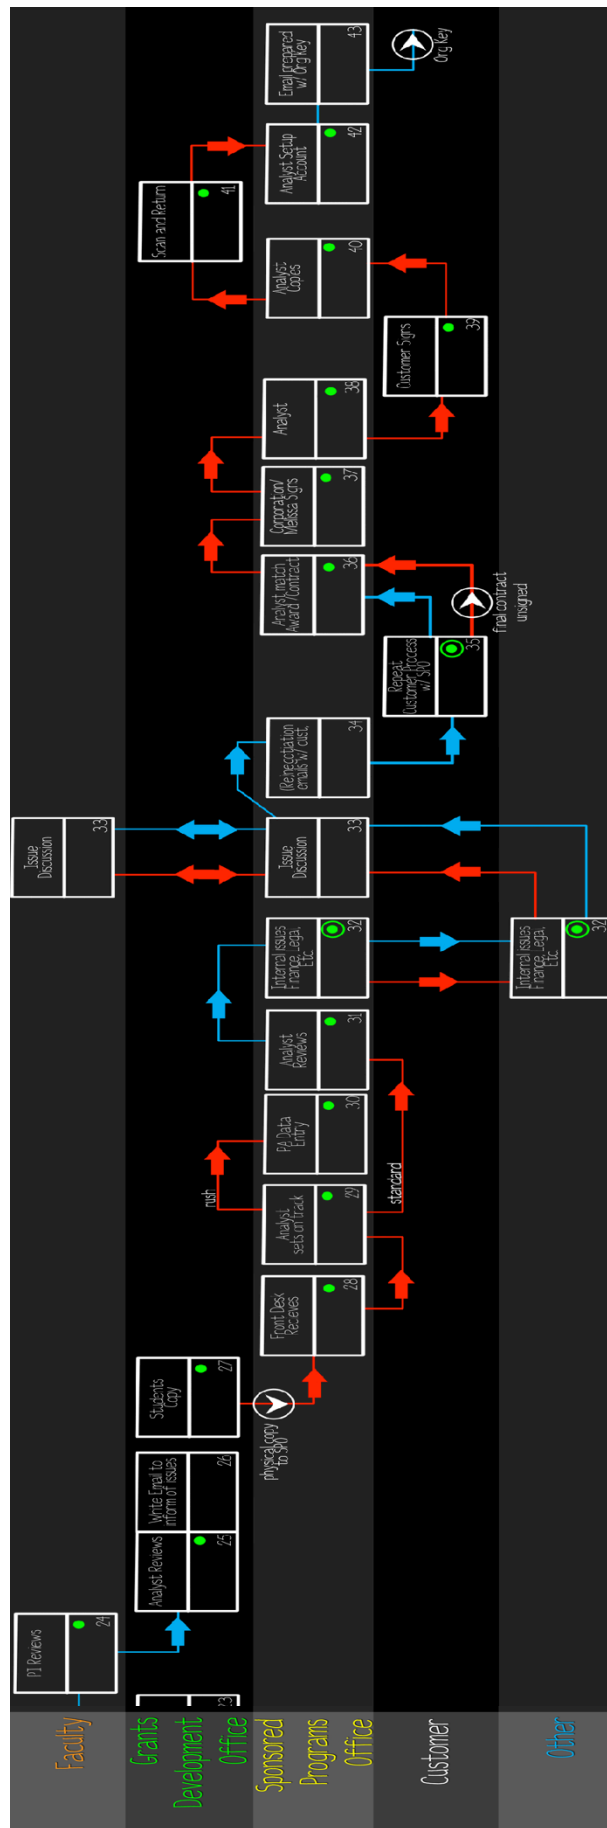 Faculty
Grants
Development
Office
Sponsored
Programs
Office
Customer
Other
23
PI Reviews
24
Analyst Reviews
25
Write Email to
inform of issues
26
Students
Copy
27
physical copy
to SPO
Front Desk
Recieves
28
Analyst
sets on track
29
rush
standard
PA Data
Entry
30
Analyst
Reviews
31
Internal issues
Finance, Legal,
Etc
32
Internal issues
Finance, Legal,
Etc
32
Issue
Discussion
33
Issue
Discussion
33
(Re)negotiation
emails w/ cust.
34
Repeat
Customer Process
w/ SPO
35
final contract
unsigned
Analyst match
Award /Contract
36
Corporation/
Melissa Signs
37
Analyst
38
Customer Signs
39
Analyst
Copies
40
Scan and Return
41
Analyst Setup
Account
42
Email prepared
w/ Org Key
43
Org Key